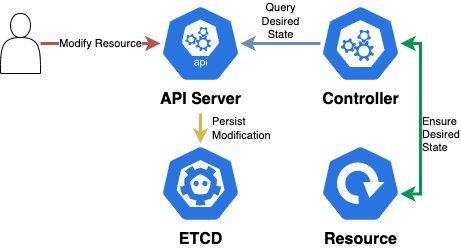 Query
Desired
State
Modify Resource
api
API Server
Controller
Persist
Modification
Ensure
Desired
State
ETCD
Resource